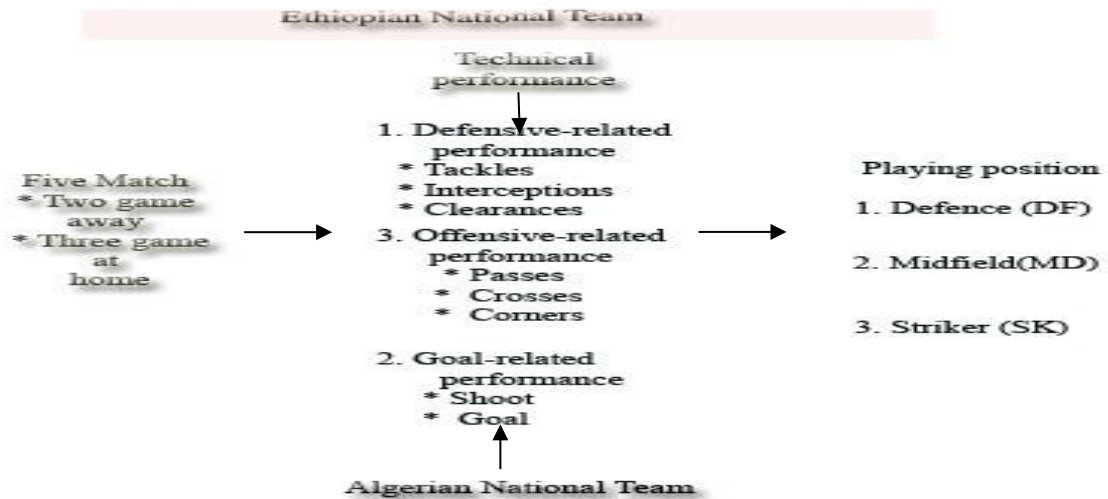 Ethiopian National Team
Technical
performance
Five Match
* Two game
away
* Three game
at
home
1. Defensive-related
performance
* Tackles
* Interceptions
* Clearances
3. Offensive-related
performance
* Passes
* Crosses
* Corners
2. Goal-related
performance
* Shoot
* Goal
Playing position
1. Defence (DF)
2. Midfield(MD)
3. Striker (SK)
Algerian National Team